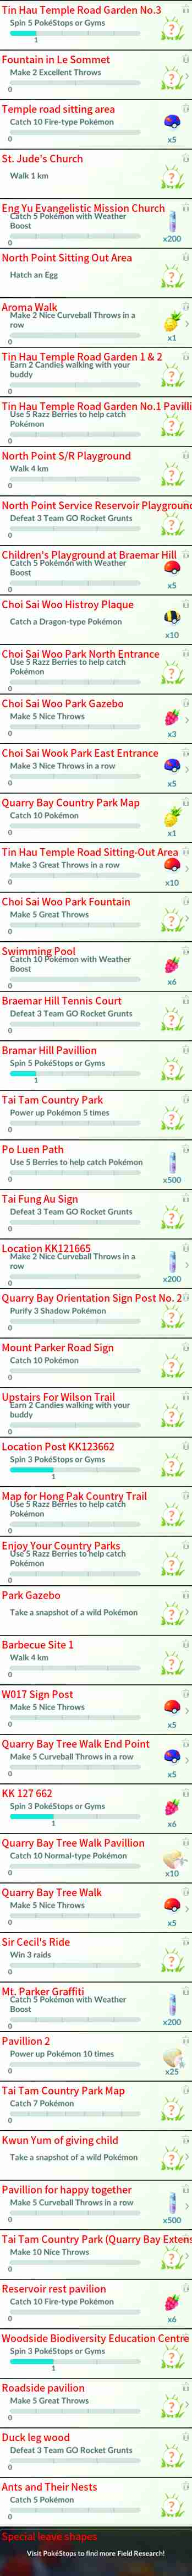 Tin Hau Temple Road Garden No.3
Spin 5 PokéStops or Gyms
1
Fountain in Le Sommet
Make 2 Excellent Throws
0
Temple road sitting area
Catch 10 Fire-type Pokémon
0
x5
St. Jude's Church
Walk 1 km
Eng Yu Evangelistic Mission Church
Catch 5 Pokémon with Weather
Boost
0
x200
North Point Sitting Out Area
Hatch an Egg
Aroma Walk
Make 2 Nice Curveball Throws in a
row
0
x1
Tin Hau Temple Road Garden 1 & 2
Earn 2 Candies walking with your
buddy
0
Tin Hau Temple Road Garden No.1 Pavilli
Use 5 Razz Berries to help catch
Pokémon
0
North Point S/R Playground
Walk 4 km
0
North Point Service Reservoir Playground
Defeat 3 Team GO Rocket Grunts
0
Children's Playground at Braemar Hill
Catch 5 Pokémon with Weather
Boost
0
x5
Choi Sai Woo Histroy Plaque
Catch a Dragon-type Pokémon
x10
Choi Sai Woo Park North Entrance
Use 5 Razz Berries to help catch
Pokémon
0
Choi Sai Woo Park Gazebo
Make 5 Nice Throws
0
x3
Choi Sai Wook Park East Entrance
Make 3 Nice Throws in a row
0
x5
Quarry Bay Country Park Map
Catch 10 Pokémon
0
x1
Tin Hau Temple Road Sitting-Out Area
Make 3 Great Throws in a row
0
x10
Choi Sai Woo Park Fountain
Make 5 Great Throws
0
Swimming Pool
Catch 10 Pokémon with Weather
Boost
0
x6
Braemar Hill Tennis Court
Defeat 3 Team GO Rocket Grunts
0
Bramar Hill Pavillion
Spin 5 PokéStops or Gyms
1
Tai Tam Country Park
Power up Pokémon 5 times
0
Po Luen Path
Use 5 Berries to help catch Pokémon
0
x500
Tai Fung Au Sign
Defeat 3 Team GO Rocket Grunts
0
Location KK121665
Make 2 Nice Curveball Throws in a
row
0
x200
Quarry Bay Orientation Sign Post No. 2
Purify 3 Shadow Pokémon
0
Mount Parker Road Sign
Catch 10 Pokémon
0
Upstairs For Wilson Trail
Earn 2 Candies walking with your
buddy
0
Location Post KK123662
Spin 3 PokéStops or Gyms
1
Map for Hong Pak Country Trail
Use 5 Razz Berries to help catch
Pokémon
0
Enjoy Your Country Parks
Use 5 Razz Berries to help catch
Pokémon
0
Park Gazebo
Take a snapshot of a wild Pokémon
Barbecue Site 1
Walk 4 km
0
W017 Sign Post
Make 5 Nice Throws
0
x5
Quarry Bay Tree Walk End Point
Make 5 Curveball Throws in a row
0
x5
KK 127 662
Spin 3 PokéStops or Gyms
1
x6
Quarry Bay Tree Walk Pavillion
Catch 10 Normal-type Pokémon
0
x10
Quarry Bay Tree Walk
Make 5 Nice Throws
0
x5
Sir Cecil's Ride
Win 3 raids
0
Mt. Parker Graffiti
Catch 5 Pokémon with Weather
Boost
0
x200
Pavillion 2
Power up Pokémon 10 times
0
x25
Tai Tam Country Park Map
Catch 7 Pokémon
0
Kwun Yum of giving child
Take a snapshot of a wild Pokémon
Pavillion for happy together
Make 5 Curveball Throws in a row
0
x500
Tai Tam Country Park (Quarry Bay Extens
Make 10 Nice Throws
0
Reservoir rest pavilion
Catch 10 Fire-type Pokémon
0
x6
Woodside Biodiversity Education Centre
Spin 3 PokéStops or Gyms
1
Roadside pavilion
Make 5 Great Throws
0
Duck leg wood
Defeat 3 Team GO Rocket Grunts
0
Ants and Their Nests
Catch 5 Pokémon
0
Special leave shapes
Visit PokéStops to find more Field Research!